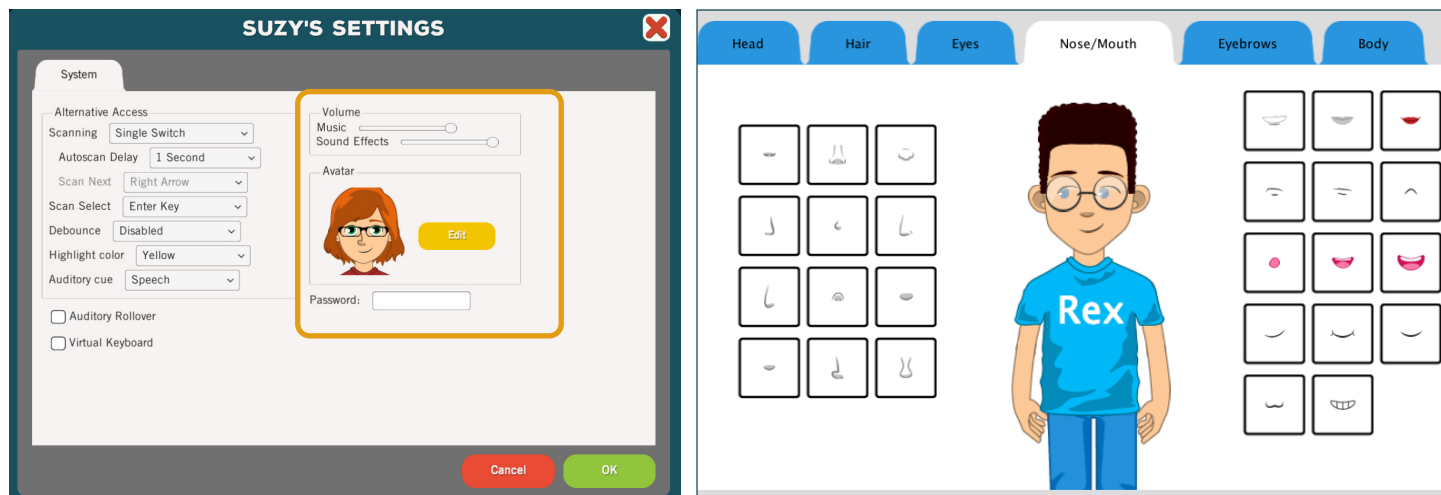 SUZY'S SETTINGS
System
Alternative Access
Scanning Single Switch
Autoscan Delay 1 Second
Scan Next Right Arrow
Scan Select Enter Key
Debounce Disabled
Highlight color Yellow
Auditory cue Speech
Auditory Rollover
Virtual Keyboard
Volume
Music
Sound Effects
Avatar
Edit
Password:
Cancel OK
Head Hair Eyes Nose/Mouth Eyebrows Body
Rex